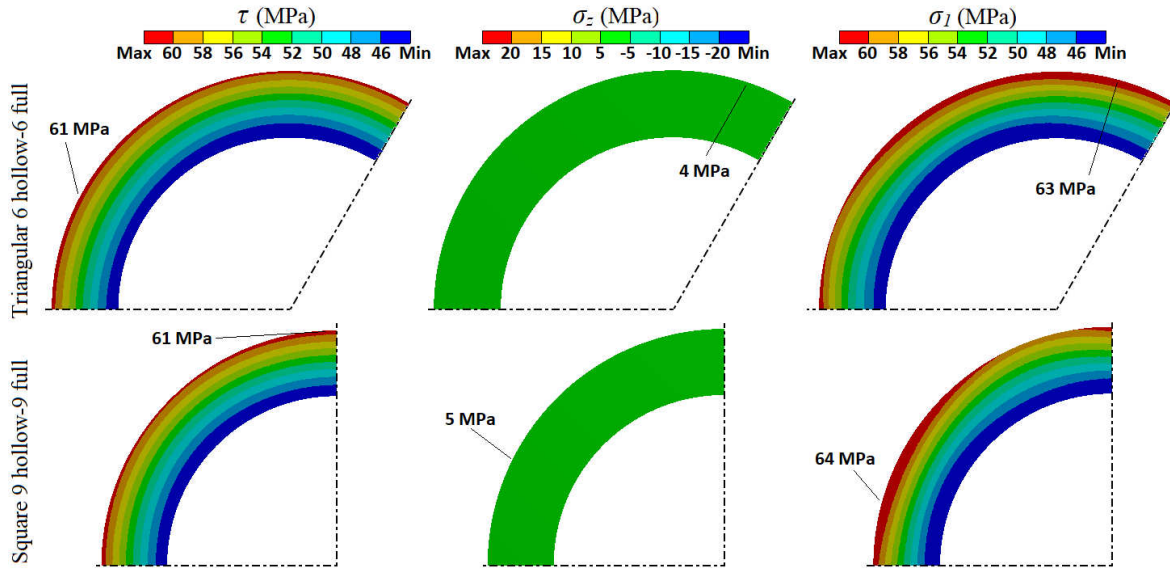 τ (MPa)
σz (MPa)
σ1 (MPa)
Max 60 58 56 54 52 50 48 46 Min
Max 20 15 10 5 -5 -10 -15 -20 Min
Max 60 58 56 54 52 50 48 46 Min
Triangular 6 hollow-6 full
61 MPa
4 MPa
63 MPa
Square 9 hollow-9 full
61 MPa
5 MPa
64 MPa